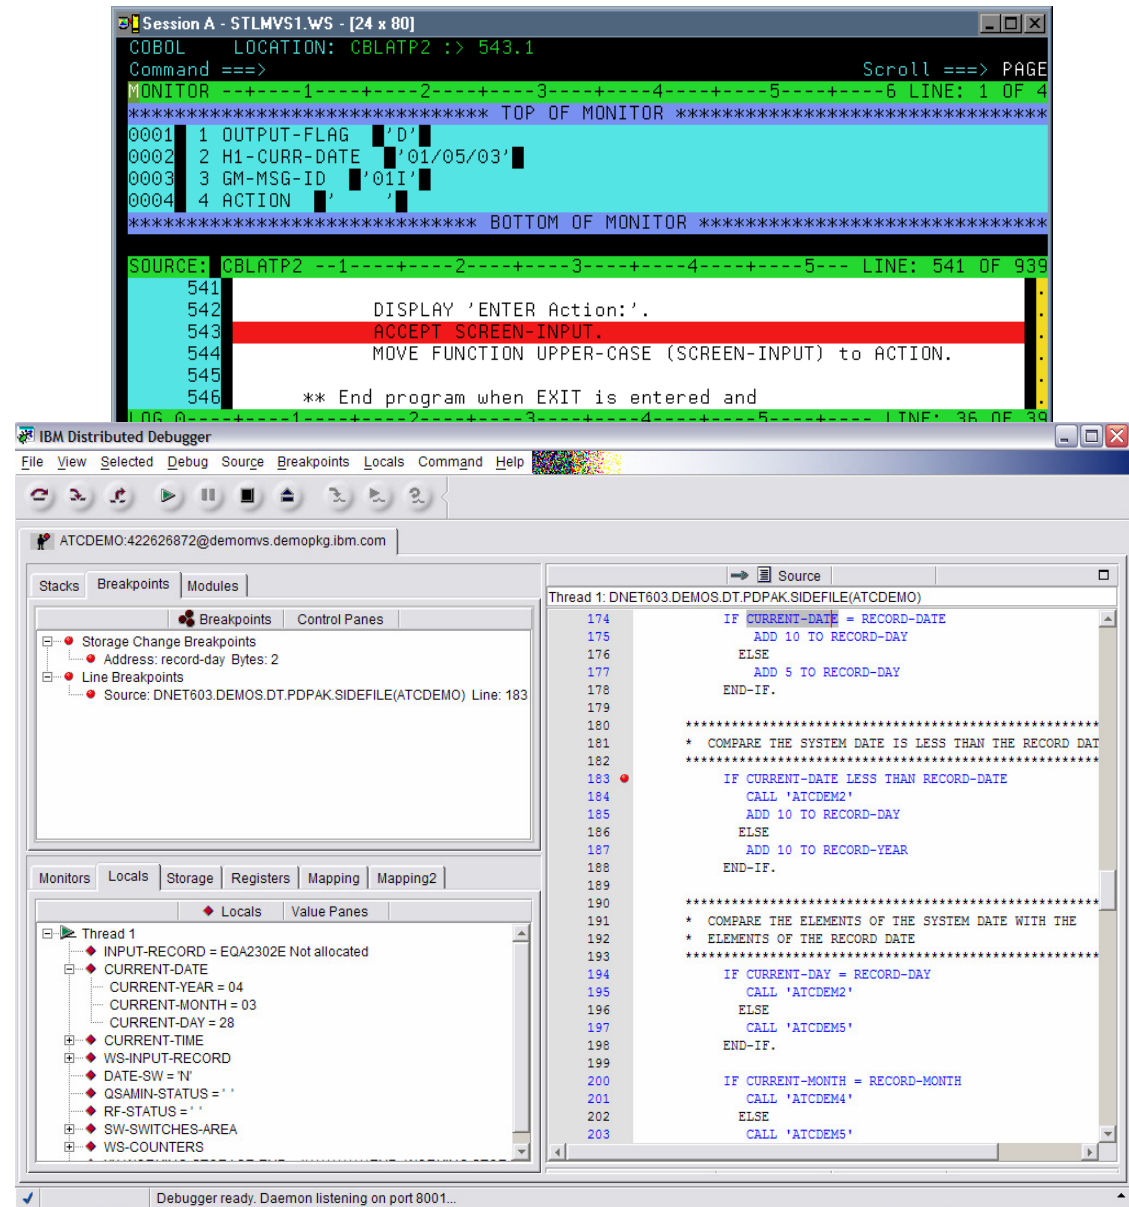 Session A - STLMVS1.WS - [24 x 80]
COBOL LOCATION: CBLATP2 :> 543.1
Command ===> Scroll ===> PAGE
MONITOR --+----1----+----2----+----3----+----4----+----5----+----6 LINE: 1 OF 4
******************************* TOP OF MONITOR ********************************
0001 1 OUTPUT-FLAG 'D'
0002 2 H1-CURR-DATE '01/05/03'
0003 3 GM-MSG-ID '01I'
0004 4 ACTION '    '
****************************** BOTTOM OF MONITOR ******************************
SOURCE: CBLATP2 --1----+----2----+----3----+----4----+----5--- LINE: 541 OF 939
541 .
542 DISPLAY 'ENTER Action:'. .
543 ACCEPT SCREEN-INPUT. .
544 MOVE FUNCTION UPPER-CASE (SCREEN-INPUT) to ACTION. .
545 .
546 ** End program when EXIT is entered and .
LOG 0----+----1----+----2----+----3----+----4----+----5----+---- LINE: 36 OF 39
IBM Distributed Debugger
File View Selected Debug Source Breakpoints Locals Command Help
ATCDEMO:422626872@demomvs.demopkg.ibm.com
Stacks Breakpoints Modules
Breakpoints Control Panes
Storage Change Breakpoints
Address: record-day Bytes: 2
Line Breakpoints
Source: DNET603.DEMOS.DT.PDPAK.SIDEFILE(ATCDEMO) Line: 183
Monitors Locals Storage Registers Mapping Mapping2
Locals Value Panes
Thread 1
INPUT-RECORD = EQA2302E Not allocated
CURRENT-DATE
CURRENT-YEAR = 04
CURRENT-MONTH = 03
CURRENT-DAY = 28
CURRENT-TIME
WS-INPUT-RECORD
DATE-SW = 'N'
QSAMIN-STATUS = ' '
RF-STATUS = ' '
SW-SWITCHES-AREA
WS-COUNTERS
Source
Thread 1: DNET603.DEMOS.DT.PDPAK.SIDEFILE(ATCDEMO)
174 IF CURRENT-DATE = RECORD-DATE
175 ADD 10 TO RECORD-DAY
176 ELSE
177 ADD 5 TO RECORD-DAY
178 END-IF.
179
180 ******************************************************
181 * COMPARE THE SYSTEM DATE IS LESS THAN THE RECORD DAT
182 ******************************************************
183 IF CURRENT-DATE LESS THAN RECORD-DATE
184 CALL 'ATCDEM2'
185 ADD 10 TO RECORD-DAY
186 ELSE
187 ADD 10 TO RECORD-YEAR
188 END-IF.
189
190 ******************************************************
191 * COMPARE THE ELEMENTS OF THE SYSTEM DATE WITH THE
192 * ELEMENTS OF THE RECORD DATE
193 ******************************************************
194 IF CURRENT-DAY = RECORD-DAY
195 CALL 'ATCDEM2'
196 ELSE
197 CALL 'ATCDEM5'
198 END-IF.
199
200 IF CURRENT-MONTH = RECORD-MONTH
201 CALL 'ATCDEM4'
202 ELSE
203 CALL 'ATCDEM5'
Debugger ready. Daemon listening on port 8001...